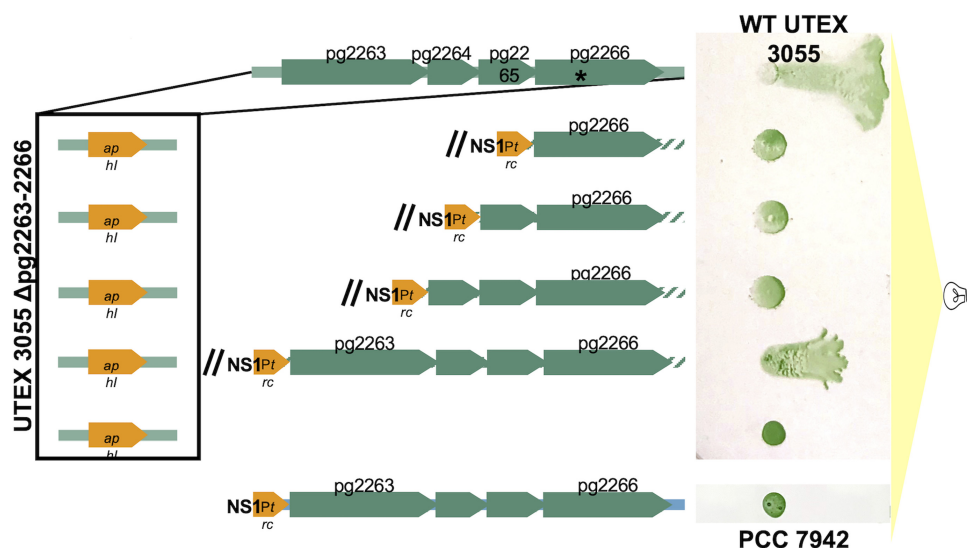 WT UTEX
3055
pg2263 pg2264 pg22
65 pg2266
*
UTEX 3055 Δpg2263-2266
ap
hl
// NS1 Pt
rc
pg2266
ap
hl
// NS1 Pt
rc
pg2266
ap
hl
// NS1 Pt
rc
pg2266
ap
hl
// NS1 Pt
rc
pg2263
pg2266
ap
hl
NS1 Pt
rc
pg2263
pg2266
PCC 7942